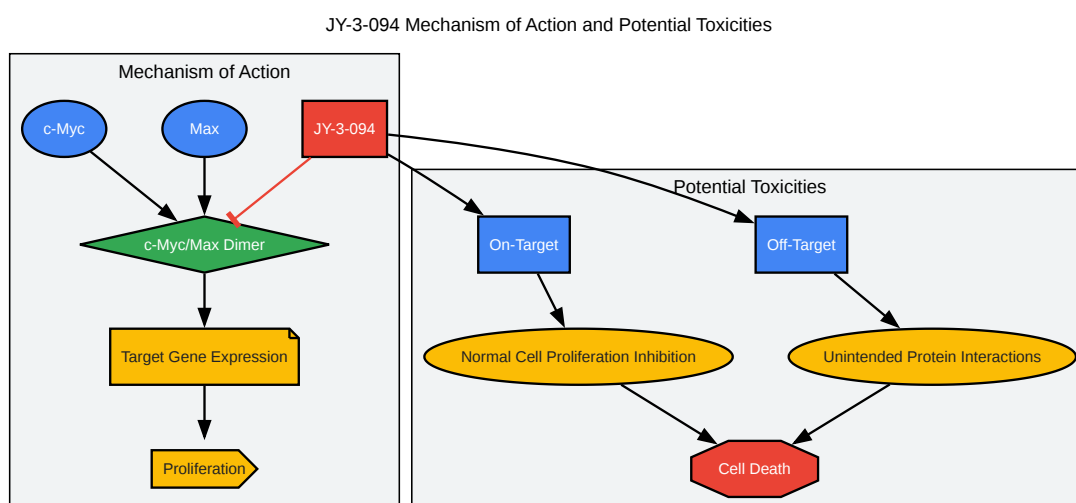 JY-3-094 Mechanism of Action and Potential Toxicities
Mechanism of Action
c-Myc
Max
JY-3-094
c-Myc/Max Dimer
Target Gene Expression
Proliferation
Potential Toxicities
On-Target
Off-Target
Normal Cell Proliferation Inhibition
Unintended Protein Interactions
Cell Death